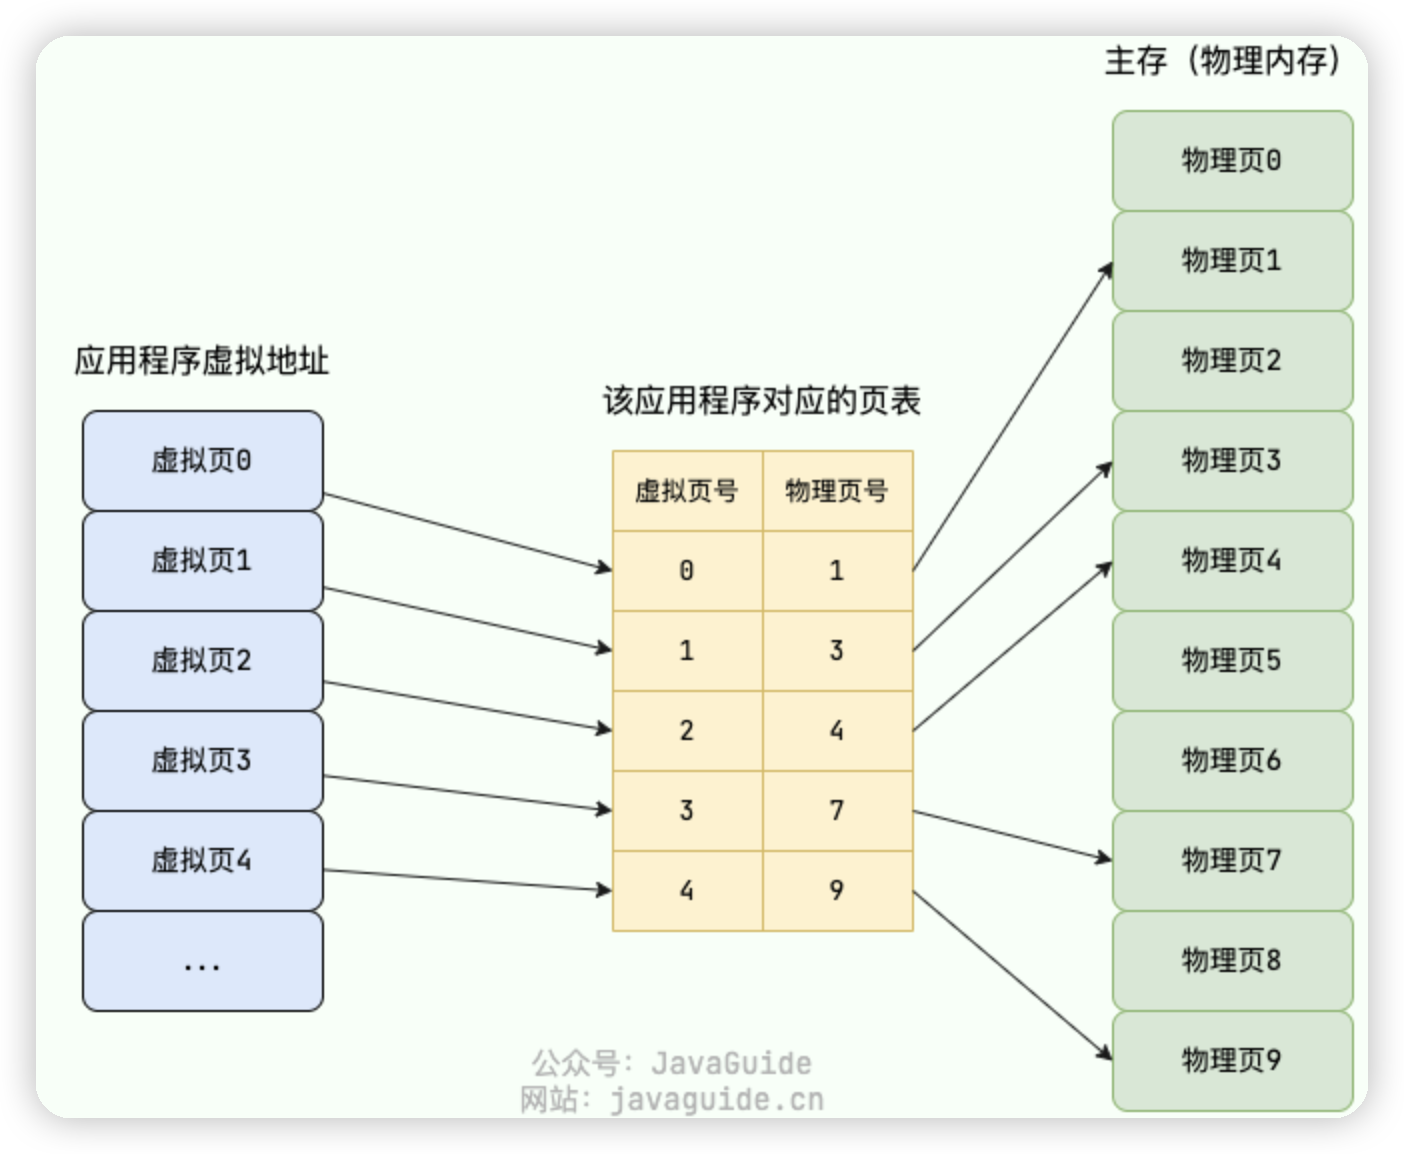 主存（物理内存）
物理页0
物理页1
物理页2
物理页3
物理页4
物理页5
物理页6
物理页7
物理页8
物理页9
应用程序虚拟地址
虚拟页0
虚拟页1
虚拟页2
虚拟页3
虚拟页4
...
该应用程序对应的页表
虚拟页号 物理页号
0 1
1 3
2 4
3 7
4 9
公众号：JavaGuide
网站：javaguide.cn